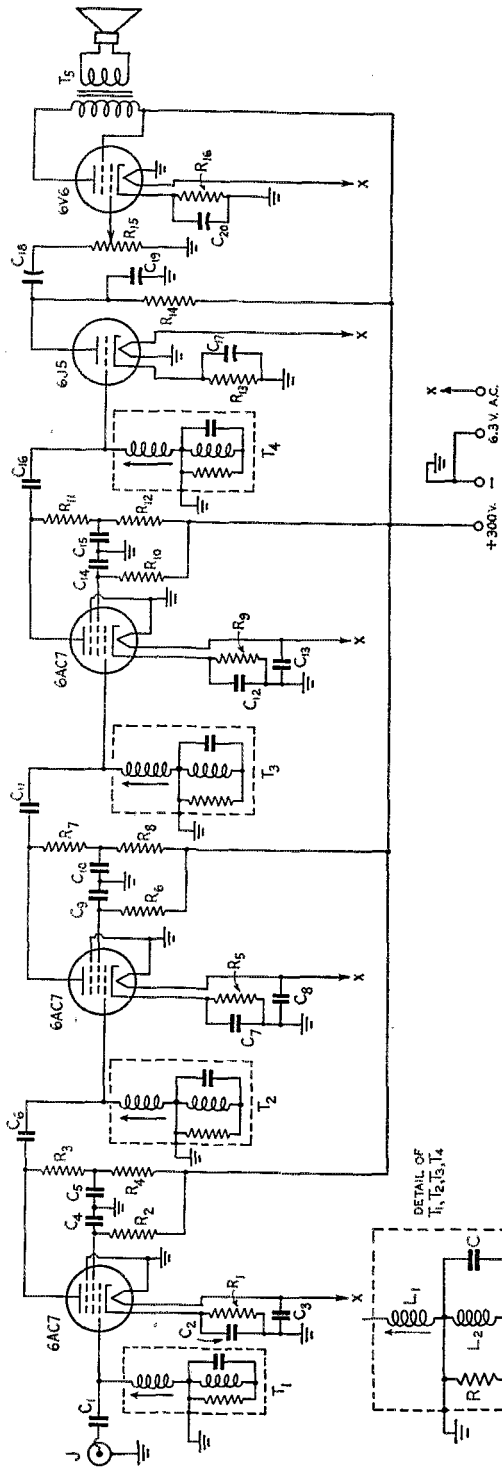 J
C1
6AC7
T1
C2
R1
C3
X
C4
C5
R2
R3
R4
C6
T2
6AC7
C7
R5
C8
X
C9
C10
R6
R7
R8
C11
T3
6AC7
C12
R9
C13
X
C14
C15
R10
R11
R12
C16
T4
6J5
R13
C17
X
R14
C19
C18
R15
6V6
C20
R16
X
T5
DETAIL OF
T1, T2, T3, T4
L1
R
L2
C
+300V.
–
6.3 V. A.C.
X